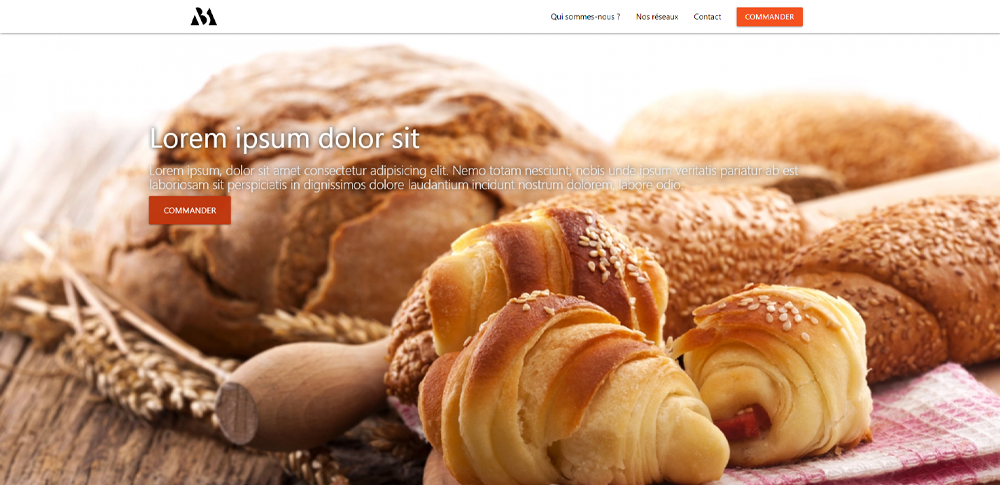 Qui sommes-nous ? Nos réseaux Contact COMMANDER
Lorem ipsum dolor sit
Lorem ipsum, dolor sit amet consectetur adipisicing elit. Nemo totam nesciunt, nobis unde ipsum veritatis pariatur ab est
laboriosam sit perspiciatis in dignissimos dolore laudantium incidunt nostrum dolorem, labore odio.
COMMANDER